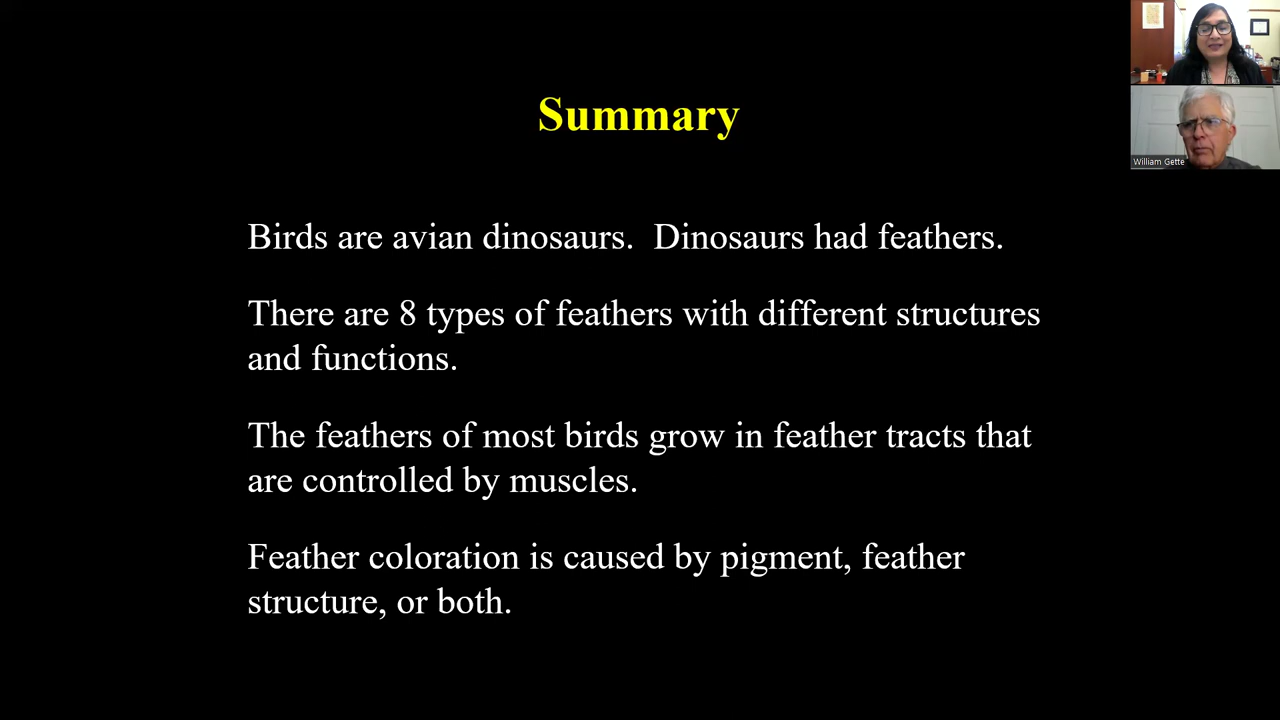 Summary
Birds are avian dinosaurs.  Dinosaurs had feathers.
There are 8 types of feathers with different structures
and functions.
The feathers of most birds grow in feather tracts that
are controlled by muscles.
Feather coloration is caused by pigment, feather
structure, or both.
William Gette